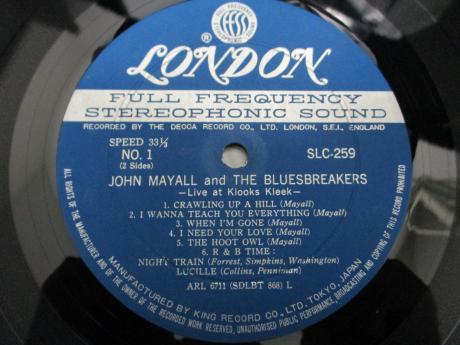 FULL FREQUENCY
ffss
® LONDON
FULL FREQUENCY
STEREOPHONIC SOUND
RECORDED BY THE DECCA RECORD CO., LTD. LONDON, S.E.I., ENGLAND
SPEED 33⅓
NO. 1
(2 Sides)
SLC-259
JOHN MAYALL and THE BLUESBREAKERS
—Live at Klooks Kleek—
1. CRAWLING UP A HILL (Mayall)
2. I WANNA TEACH YOU EVERYTHING (Mayall)
3. WHEN I'M GONE (Mayall)
4. I NEED YOUR LOVE (Mayall)
5. THE HOOT OWL (Mayall)
6. R & B TIME:
NIGHT TRAIN (Forrest, Simpkins, Washington)
LUCILLE (Collins, Penniman)
ARL 6711 (SDLBT 868) L
MANUFACTURED BY KING RECORD CO., LTD., TOKYO, JAPAN
ALL RIGHTS OF THE MANUFACTURER AND OF THE OWNER OF THE RECORDED WORK RESERVED, UNAUTHORISED PUBLIC PERFORMANCE, BROADCASTING AND COPYING OF THIS RECORD PROHIBITED